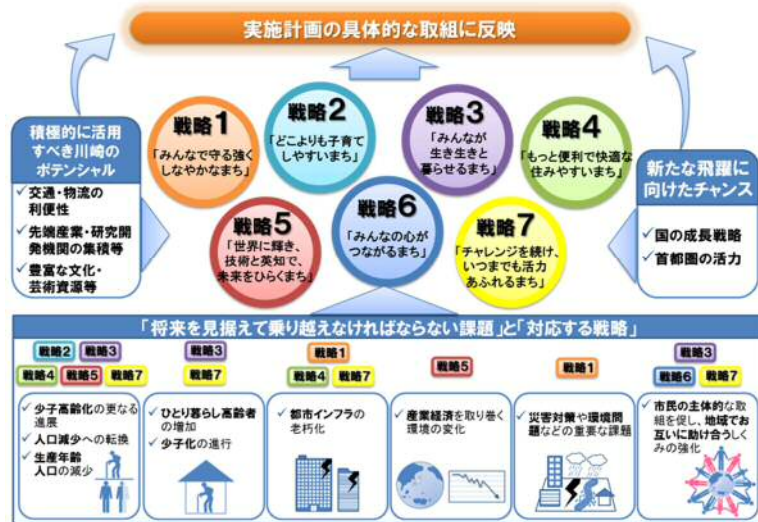 実施計画の具体的な取組に反映
戦略1
「みんなで守る強く
しなやかなまち」
戦略2
「どこよりも子育て
しやすいまち」
戦略3
「みんなが
生き生きと
暮らせるまち」
戦略4
「もっと便利で快適な
住みやすいまち」
積極的に活用
すべき川崎の
ポテンシャル
✓交通・物流の
利便性
✓先端産業・研究開
発機関の集積等
✓豊富な文化・
芸術資源等
戦略5
「世界に輝き、
技術と英知で、
未来をひらくまち」
戦略6
「みんなの心が
つながるまち」
戦略7
「チャレンジを続け、
いつまでも活力
あふれるまち」
新たな飛躍に
向けたチャンス
✓国の成長戦略
✓首都圏の活力
「将来を見据えて乗り越えなければならない課題」と「対応する戦略」
戦略2 戦略3
戦略4 戦略5 戦略7
✓少子高齢化の更なる
進展
✓人口減少への転換
✓生産年齢
人口の減少
戦略3
戦略7
✓ひとり暮らし高齢者
の増加
✓少子化の進行
戦略1
戦略4 戦略7
✓都市インフラの
老朽化
戦略5
✓産業経済を取り巻く
環境の変化
戦略1
✓災害対策や環境問
題などの重要な課題
戦略3
戦略6 戦略7
✓市民の主体的な取
組を促し、地域でお
互いに助け合うしく
みの強化